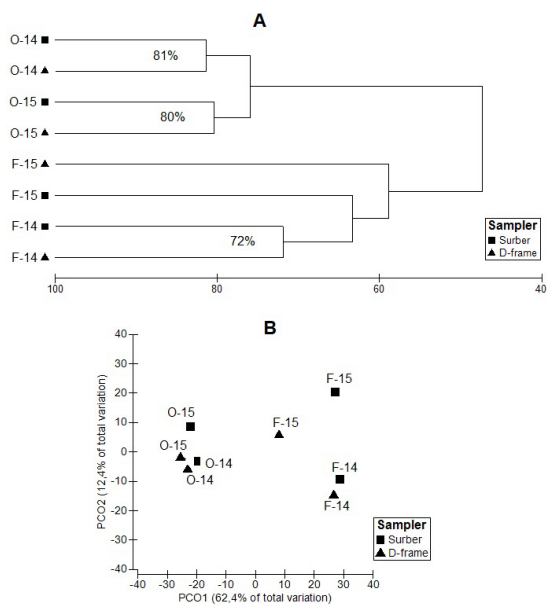 A
O-14
O-14
81%
O-15
80%
O-15
F-15
F-15
F-14
72%
F-14
Sampler
Surber
D-frame
100
80
60
40
B
40
30
20
10
0
-10
-20
-30
-40
PCO2 (12,4% of total variation)
F-15
O-15
F-15
O-15
O-14
O-14
F-14
F-14
Sampler
Surber
D-frame
-40
-30
-20
-10
0
10
20
30
40
PCO1 (62,4% of total variation)